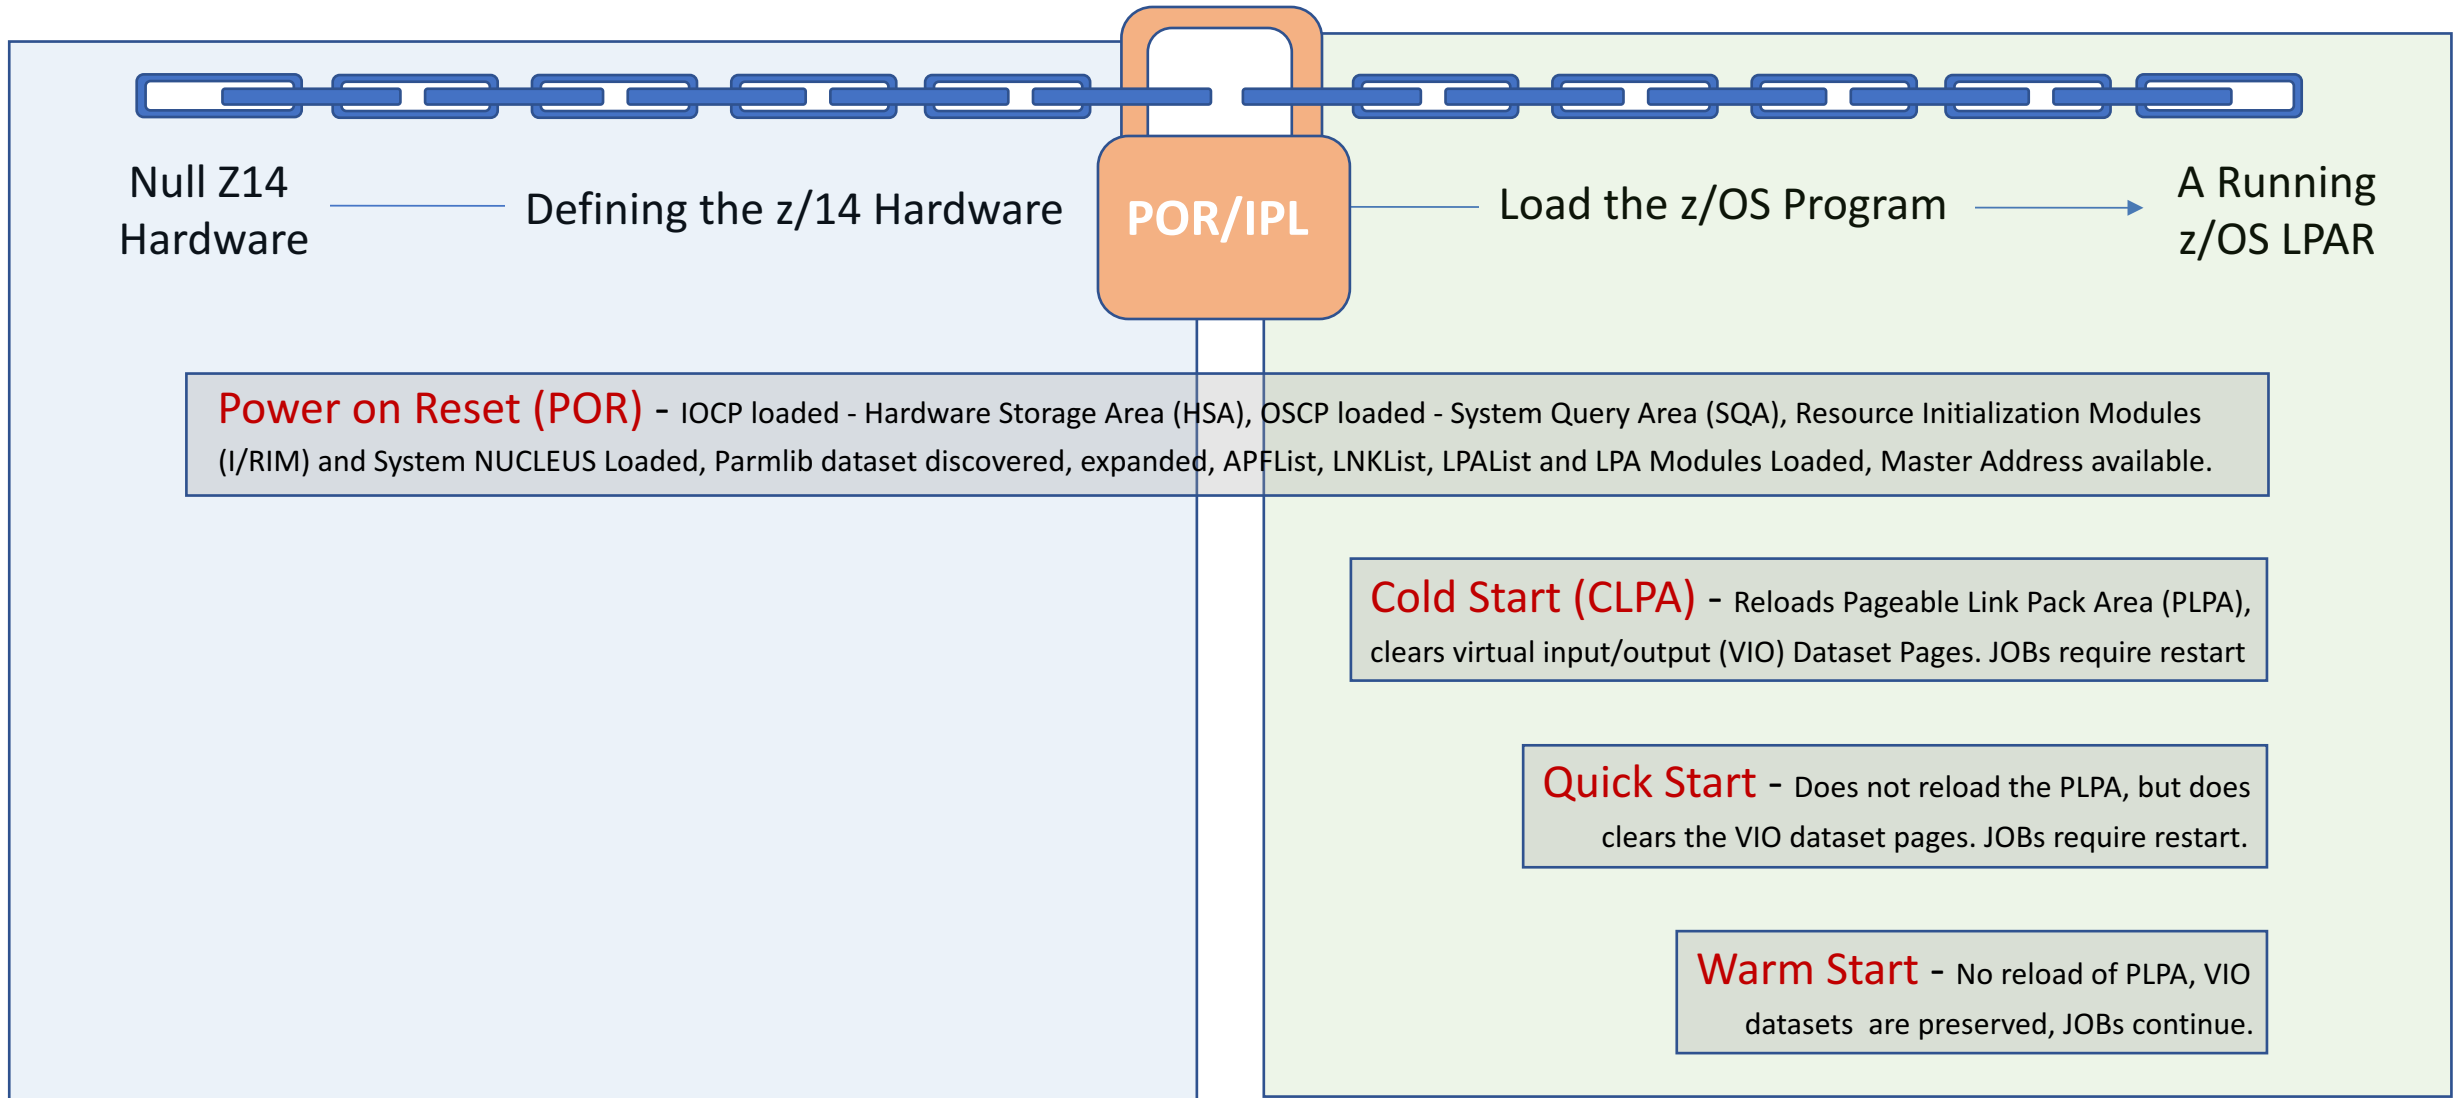 Null Z14
Hardware
Defining the z/14 Hardware
POR/IPL
Load the z/OS Program
A Running
z/OS LPAR
Power on Reset (POR) - IOCP loaded - Hardware Storage Area (HSA), OSCP loaded - System Query Area (SQA), Resource Initialization Modules
(I/RIM) and System NUCLEUS Loaded, Parmlib dataset discovered, expanded, APFList, LNKList, LPAList and LPA Modules Loaded, Master Address available.
Cold Start (CLPA) - Reloads Pageable Link Pack Area (PLPA),
clears virtual input/output (VIO) Dataset Pages. JOBs require restart
Quick Start - Does not reload the PLPA, but does
clears the VIO dataset pages. JOBs require restart.
Warm Start - No reload of PLPA, VIO
datasets are preserved, JOBs continue.